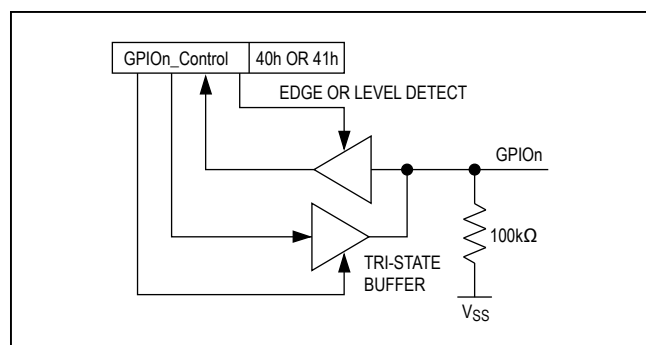 GPIOn_Control 40h OR 41h
EDGE OR LEVEL DETECT
GPIOn
100kΩ
TRI-STATE
BUFFER
VSS